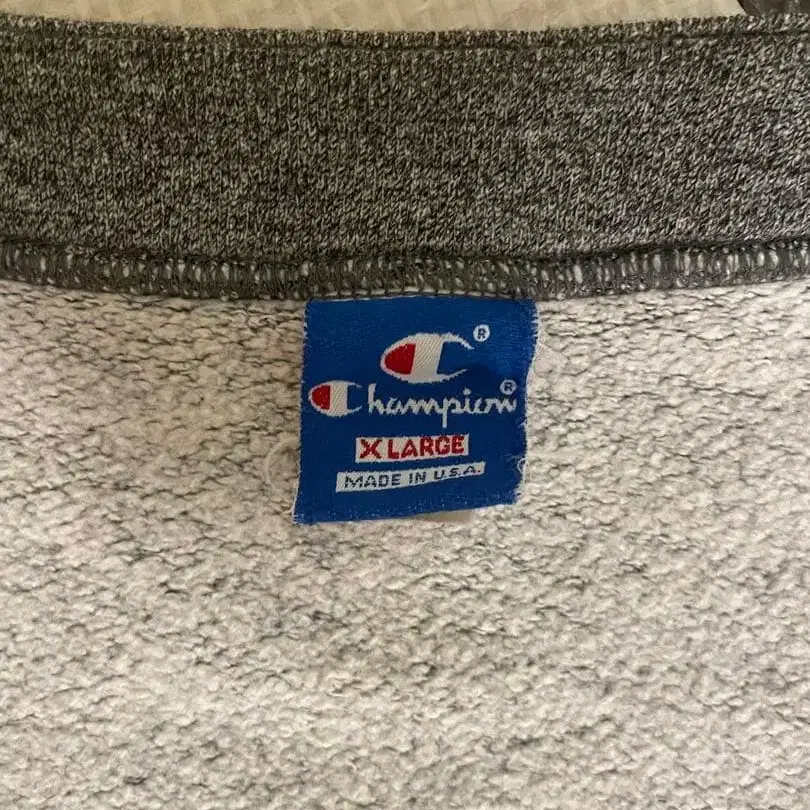 ®
Champion®
XLARGE
MADE IN U.S.A.